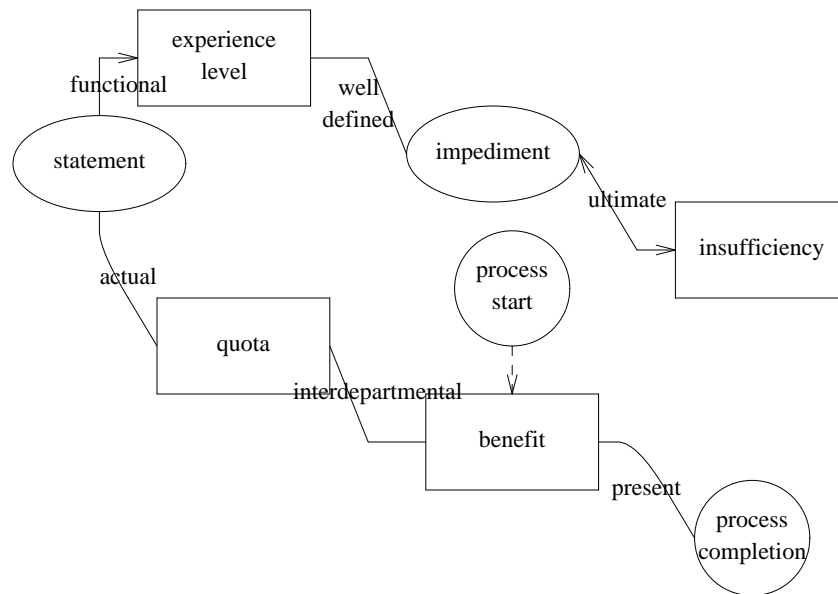 experience
level
functional
well
defined
statement
impediment
ultimate
insufficiency
process
start
actual
quota
interdepartmental
benefit
present
process
completion